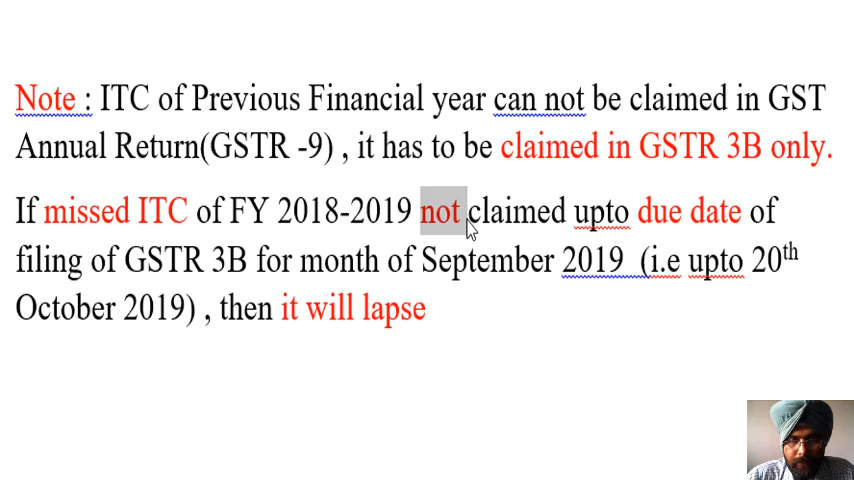 Note : ITC of Previous Financial year can not be claimed in GST
Annual Return(GSTR -9) , it has to be claimed in GSTR 3B only.
If missed ITC of FY 2018-2019 not claimed upto due date of
filing of GSTR 3B for month of September 2019 (i.e upto 20th
October 2019) , then it will lapse